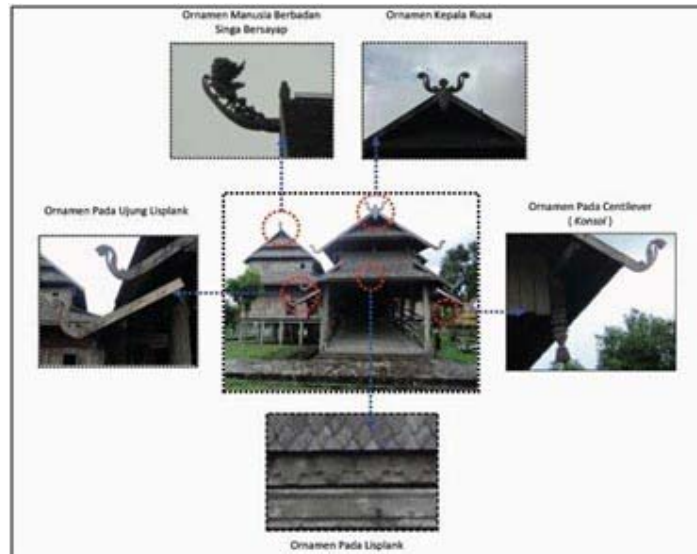 Ornamen Manusia Berbadan
Singa Bersayap
Ornamen Kepala Rusa
Ornamen Pada Ujung Lisplank
Ornamen Pada Centilever
( Konsol )
Ornamen Pada Lisplank